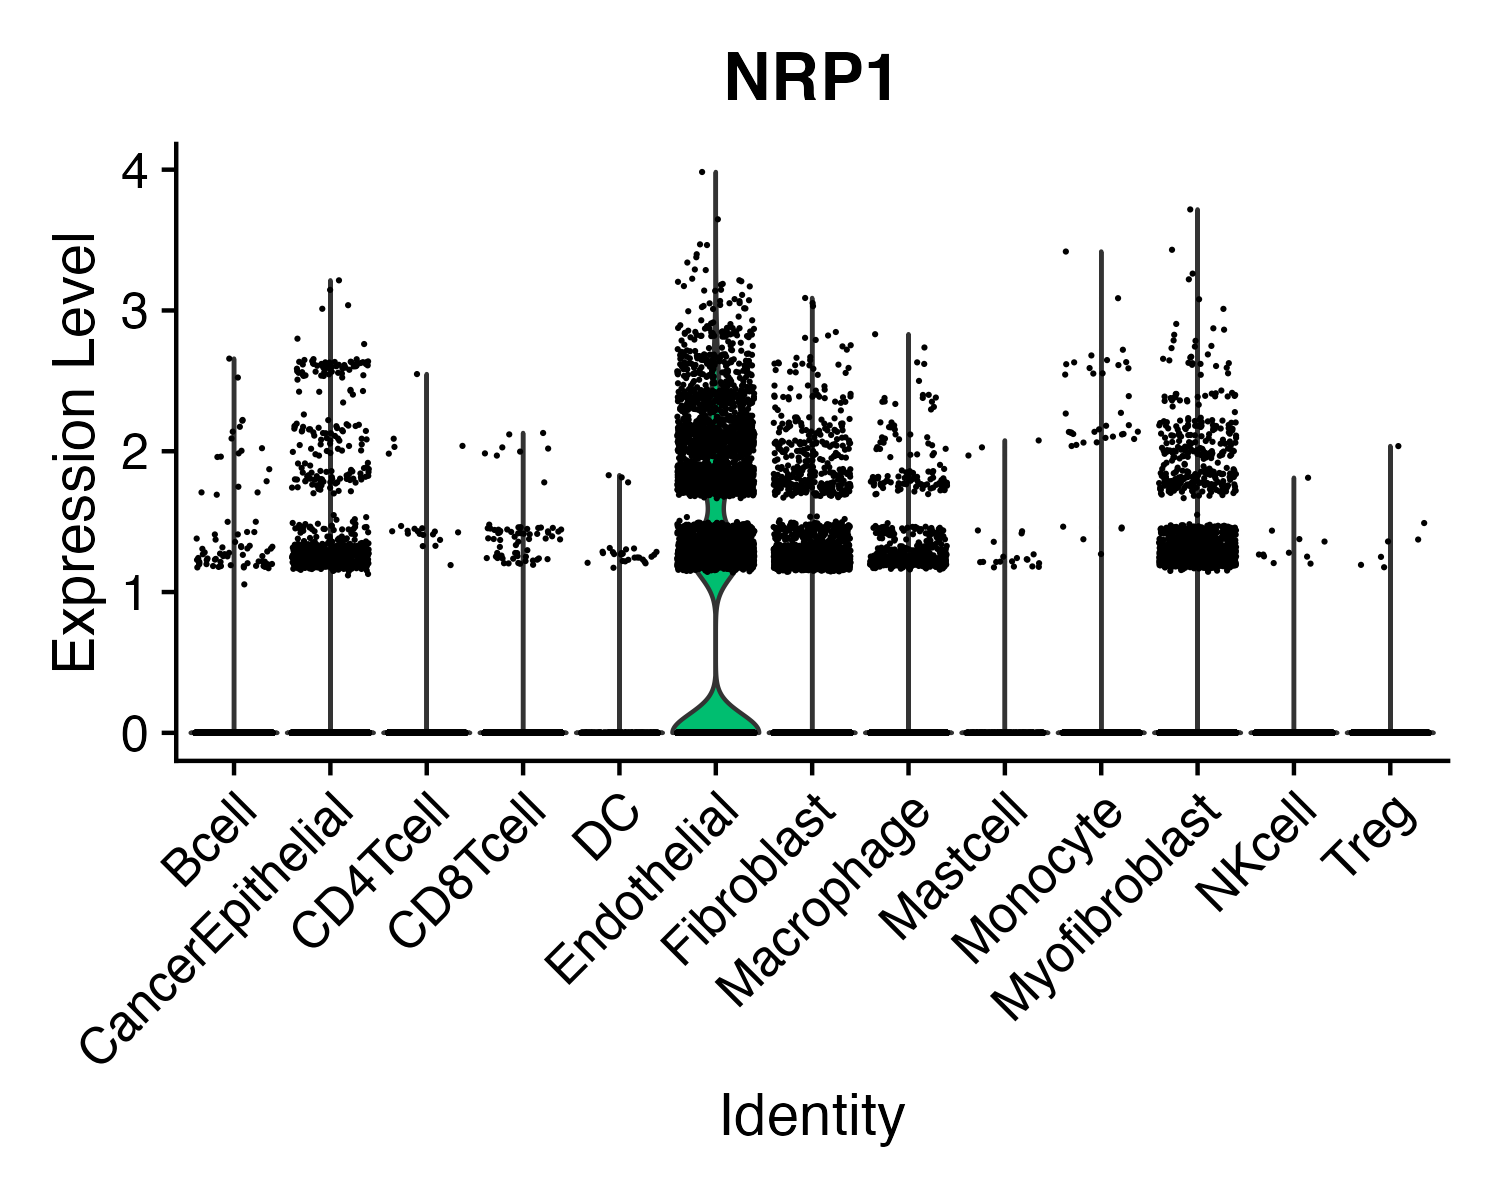 NRP1
Expression Level
4
3
2
1
0
Bcell
CancerEpithelial
CD4Tcell
CD8Tcell
DC
Endothelial
Fibroblast
Macrophage
Mastcell
Monocyte
Myofibroblast
NKcell
Treg
Identity